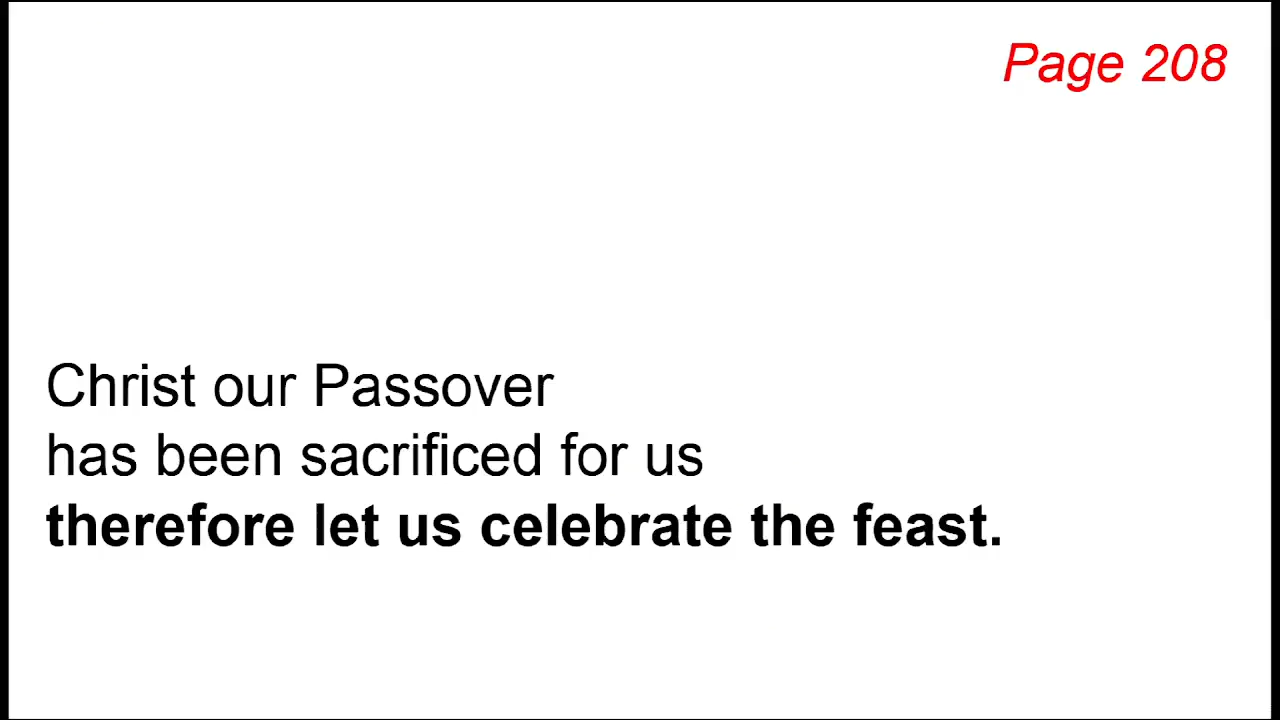 Page 208
Christ our Passover
has been sacrificed for us
therefore let us celebrate the feast.